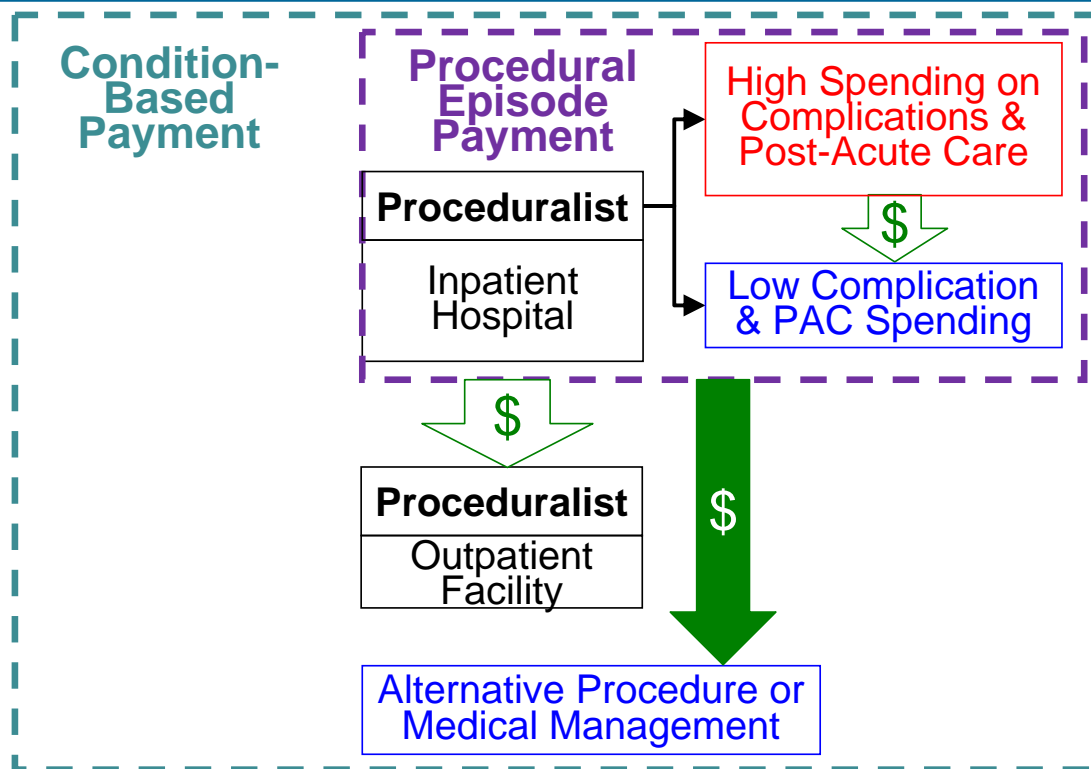 Condition-
Based
Payment
Procedural
Episode
Payment
High Spending on
Complications &
Post-Acute Care
Proceduralist
Inpatient
Hospital
$
Low Complication
& PAC Spending
$
Proceduralist
Outpatient
Facility
$
Alternative Procedure or
Medical Management